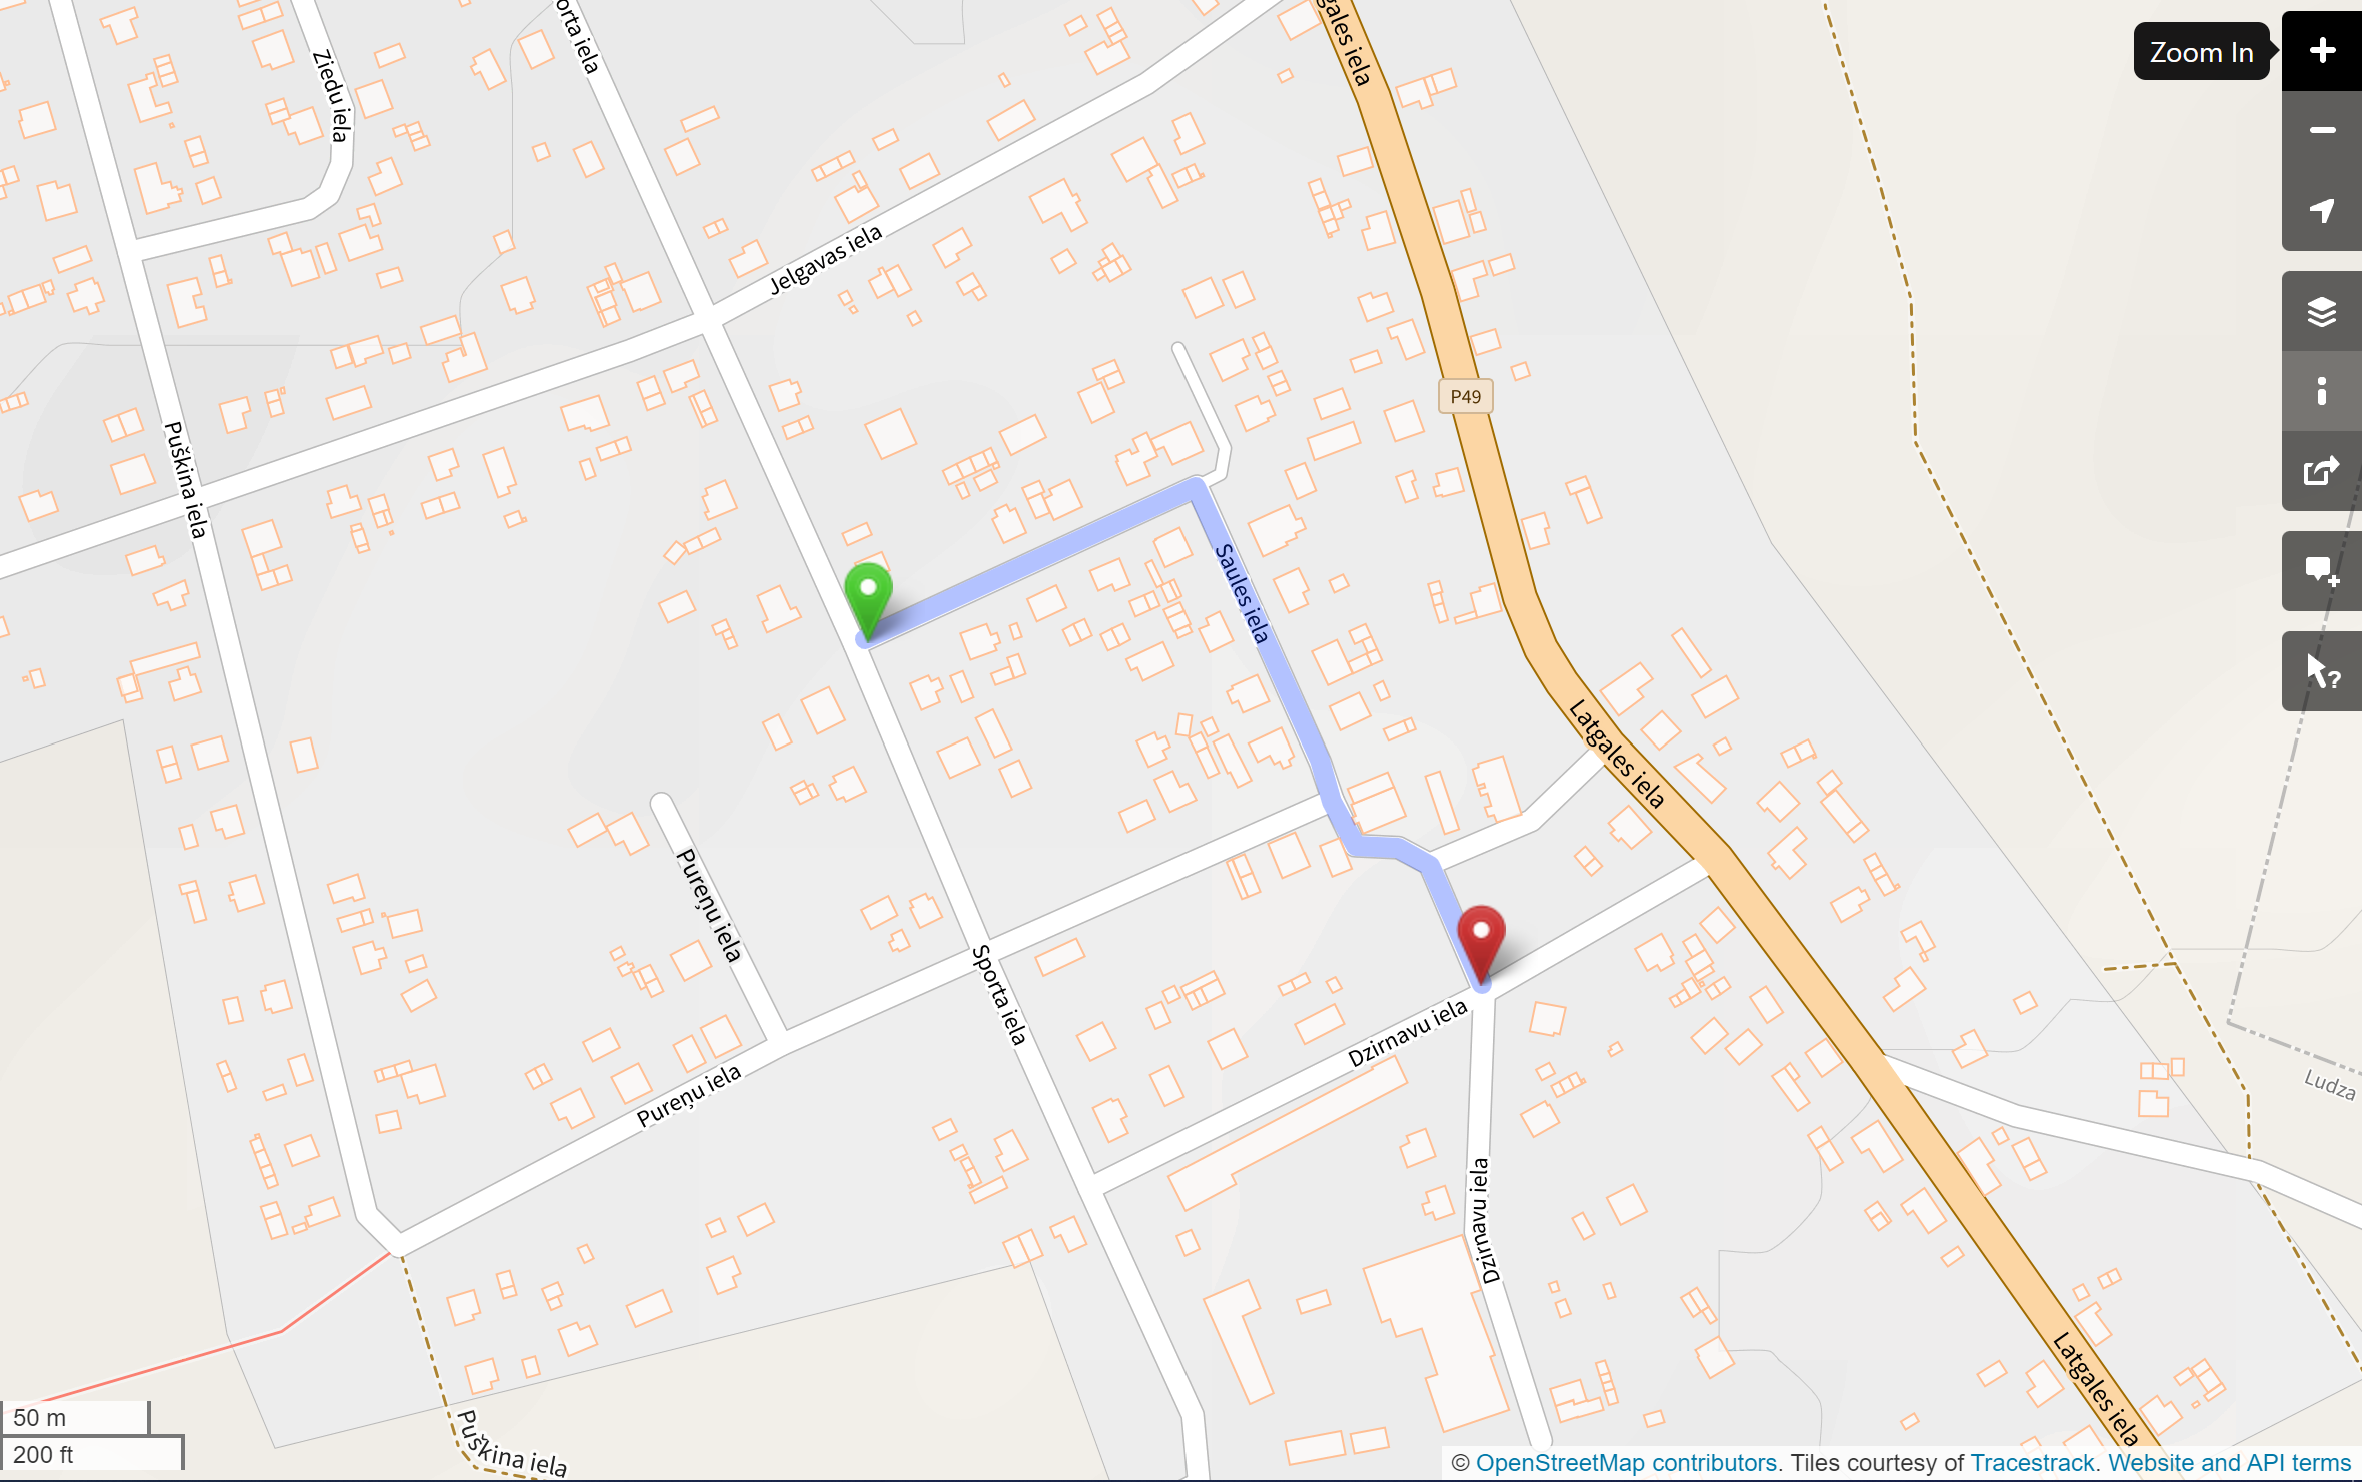 Zoom In
Ziedu iela
orta iela
gales iela
Jelgavas iela
P49
Puškina iela
Saules iela
Latgales iela
Pureņu iela
Sporta iela
Dzirnavu iela
Pureņu iela
Ludza
Dzirnavu iela
Latgales iela
Puškina iela
50 m
200 ft
© OpenStreetMap contributors. Tiles courtesy of Tracestrack. Website and API terms